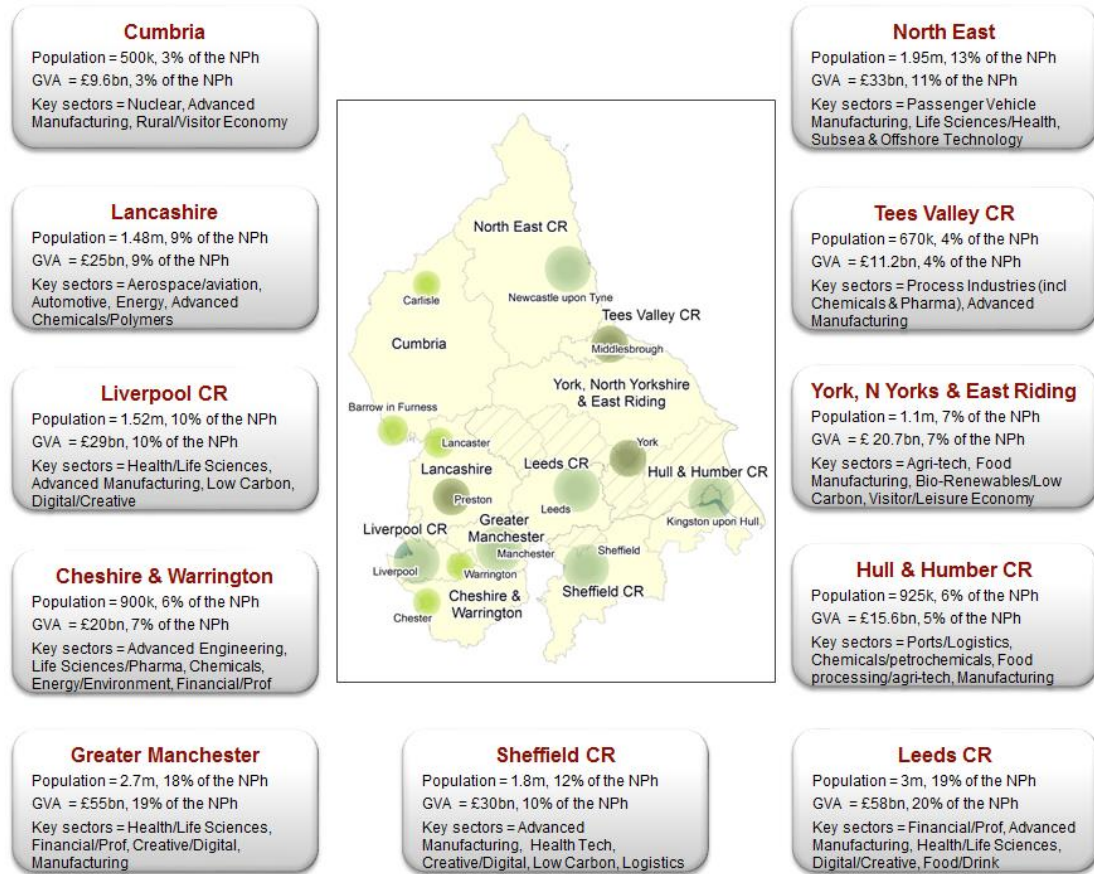 Cumbria
Population = 500k, 3% of the NPh
GVA = £9.6bn, 3% of the NPh
Key sectors = Nuclear, Advanced
Manufacturing, Rural/Visitor Economy
Lancashire
Population = 1.48m, 9% of the NPh
GVA = £25bn, 9% of the NPh
Key sectors = Aerospace/aviation,
Automotive, Energy, Advanced
Chemicals/Polymers
Liverpool CR
Population = 1.52m, 10% of the NPh
GVA = £29bn, 10% of the NPh
Key sectors = Health/Life Sciences,
Advanced Manufacturing, Low Carbon,
Digital/Creative
Cheshire & Warrington
Population = 900k, 6% of the NPh
GVA = £20bn, 7% of the NPh
Key sectors = Advanced Engineering,
Life Sciences/Pharma, Chemicals,
Energy/Environment, Financial/Prof
Greater Manchester
Population = 2.7m, 18% of the NPh
GVA = £55bn, 19% of the NPh
Key sectors = Health/Life Sciences,
Financial/Prof, Creative/Digital,
Manufacturing
North East CR
Carlisle
Newcastle upon Tyne
Tees Valley CR
Cumbria
Middlesbrough
York, North Yorkshire
& East Riding
Barrow in Furness
Lancaster
York
Lancashire
Leeds CR
Hull & Humber CR
Preston
Leeds
Kingston upon Hull
Liverpool CR
Greater
Manchester
Manchester
Sheffield
Liverpool
Warrington
Sheffield CR
Cheshire &
Warrington
Chester
Sheffield CR
Population = 1.8m, 12% of the NPh
GVA = £30bn, 10% of the NPh
Key sectors = Advanced
Manufacturing, Health Tech,
Creative/Digital, Low Carbon, Logistics
North East
Population = 1.95m, 13% of the NPh
GVA = £33bn, 11% of the NPh
Key sectors = Passenger Vehicle
Manufacturing, Life Sciences/Health,
Subsea & Offshore Technology
Tees Valley CR
Population = 670k, 4% of the NPh
GVA = £11.2bn, 4% of the NPh
Key sectors = Process Industries (incl
Chemicals & Pharma), Advanced
Manufacturing
York, N Yorks & East Riding
Population = 1.1m, 7% of the NPh
GVA = £ 20.7bn, 7% of the NPh
Key sectors = Agri-tech, Food
Manufacturing, Bio-Renewables/Low
Carbon, Visitor/Leisure Economy
Hull & Humber CR
Population = 925k, 6% of the NPh
GVA = £15.6bn, 5% of the NPh
Key sectors = Ports/Logistics,
Chemicals/petrochemicals, Food
processing/agri-tech, Manufacturing
Leeds CR
Population = 3m, 19% of the NPh
GVA = £58bn, 20% of the NPh
Key sectors = Financial/Prof, Advanced
Manufacturing, Health/Life Sciences,
Digital/Creative, Food/Drink